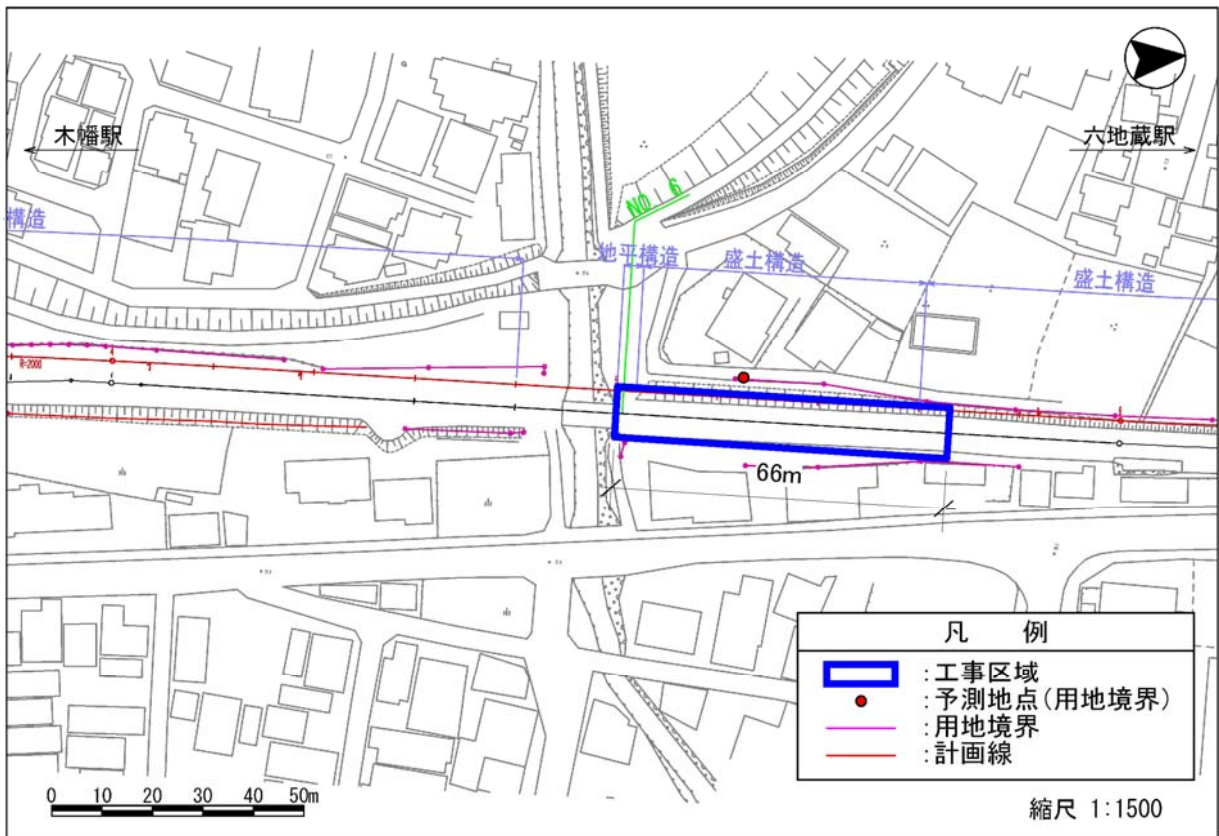 木幡駅
六地蔵駅
NO 6
構造
地平構造
盛土構造
盛土構造
R=2000
66m
凡 例
:工事区域
:予測地点(用地境界)
:用地境界
:計画線
0 10 20 30 40 50m
縮尺 1:1500